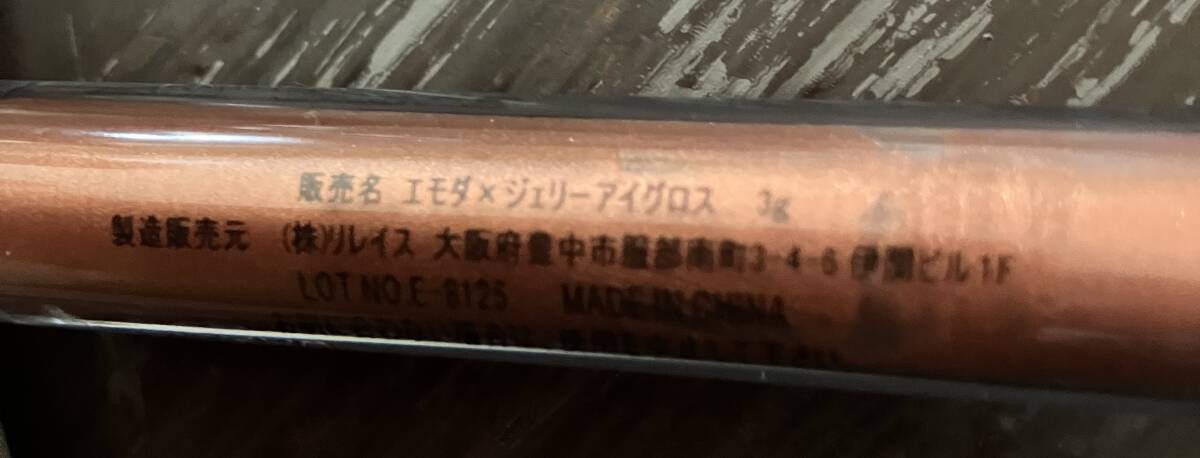 販売名 エモダ×ジェリーアイグロス 3g
製造販売元 (株)リレイス 大阪府豊中市服部南町3-4-6 ビル1F
LOT NO.E-8125 MADE IN CHINA